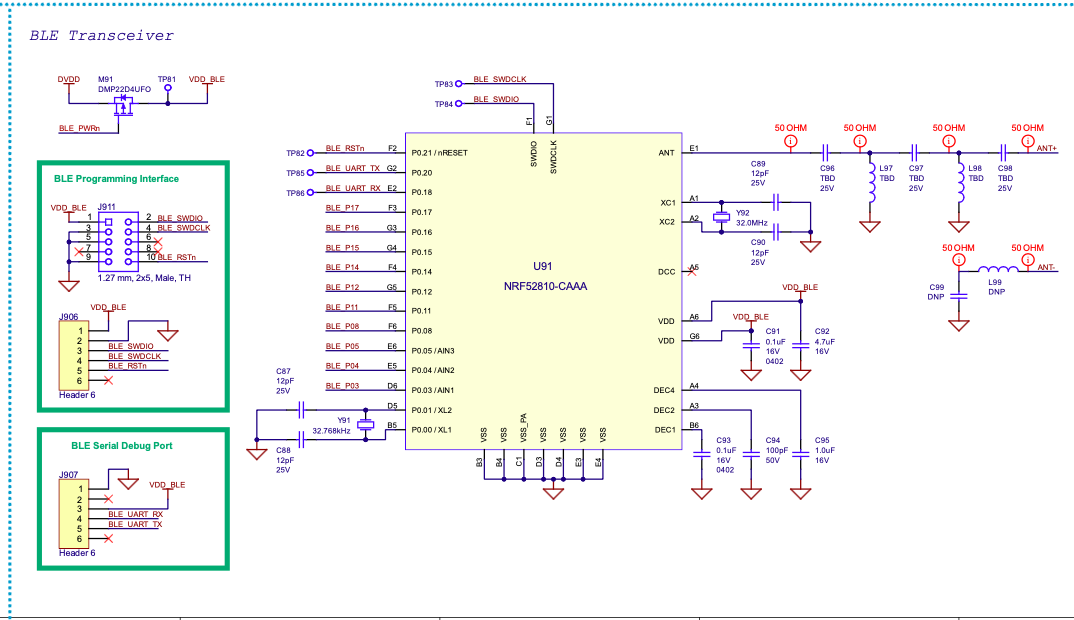 BLE Transceiver
DVDD
M91
DMP22D4UFO
TP81
VDD_BLE
BLE_PWRn
BLE Programming Interface
VDD_BLE
J911
1
2
BLE_SWDIO
3
4
BLE_SWDCLK
5
6
7
8
9
10
BLE_RSTn
1.27 mm, 2x5, Male, TH
J906
VDD_BLE
1
2
3
BLE_SWDIO
4
BLE_SWDCLK
5
BLE_RSTn
6
Header 6
BLE Serial Debug Port
J907
VDD_BLE
1
2
3
4
BLE_UART_RX
5
BLE_UART_TX
6
Header 6
TP83
BLE_SWDCLK
TP84
BLE_SWDIO
F1
G1
SWDIO
SWDCLK
TP82
BLE_RSTn
F2
P0.21 / nRESET
TP85
BLE_UART_TX
G2
P0.20
TP86
BLE_UART_RX
E2
P0.18
BLE_P17
F3
P0.17
BLE_P16
G3
P0.16
BLE_P15
G4
P0.15
BLE_P14
F4
P0.14
BLE_P12
G5
P0.12
BLE_P11
F5
P0.11
BLE_P08
F6
P0.08
BLE_P05
E6
P0.05 / AIN3
BLE_P04
E5
P0.04 / AIN2
BLE_P03
D6
P0.03 / AIN1
D5
P0.01 / XL2
B5
P0.00 / XL1
C87
12pF
25V
Y91
32.768kHz
C88
12pF
25V
U91
NRF52810-CAAA
VSS
VSS
VSS_PA
VSS
VSS
VSS
VSS
B3
B4
C1
D3
D4
E3
E4
ANT
E1
XC1
A1
XC2
A2
DCC
A5
VDD
A6
VDD
G6
DEC4
A4
DEC2
A3
DEC1
B6
C89
12pF
25V
Y92
32.0MHz
C90
12pF
25V
50 OHM
50 OHM
50 OHM
50 OHM
ANT+
C96
TBD
25V
L97
TBD
C97
TBD
25V
L98
TBD
C98
TBD
25V
50 OHM
50 OHM
ANT-
C99
DNP
L99
DNP
VDD_BLE
VDD_BLE
C91
0.1uF
16V
0402
C92
4.7uF
16V
C93
0.1uF
16V
0402
C94
100pF
50V
C95
1.0uF
16V